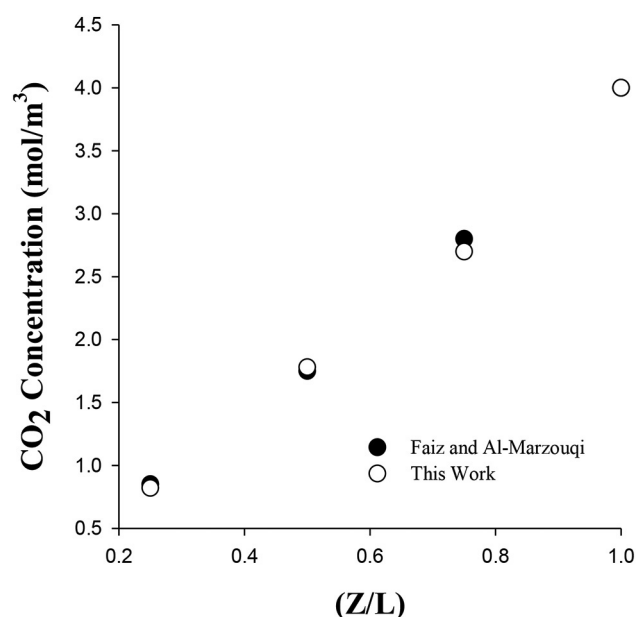 4.5
4.0
3.5
3.0
2.5
2.0
1.5
1.0
0.5
CO₂ Concentration (mol/m³)
Faiz and Al-Marzouqi
This Work
0.2 0.4 0.6 0.8 1.0
(Z/L)